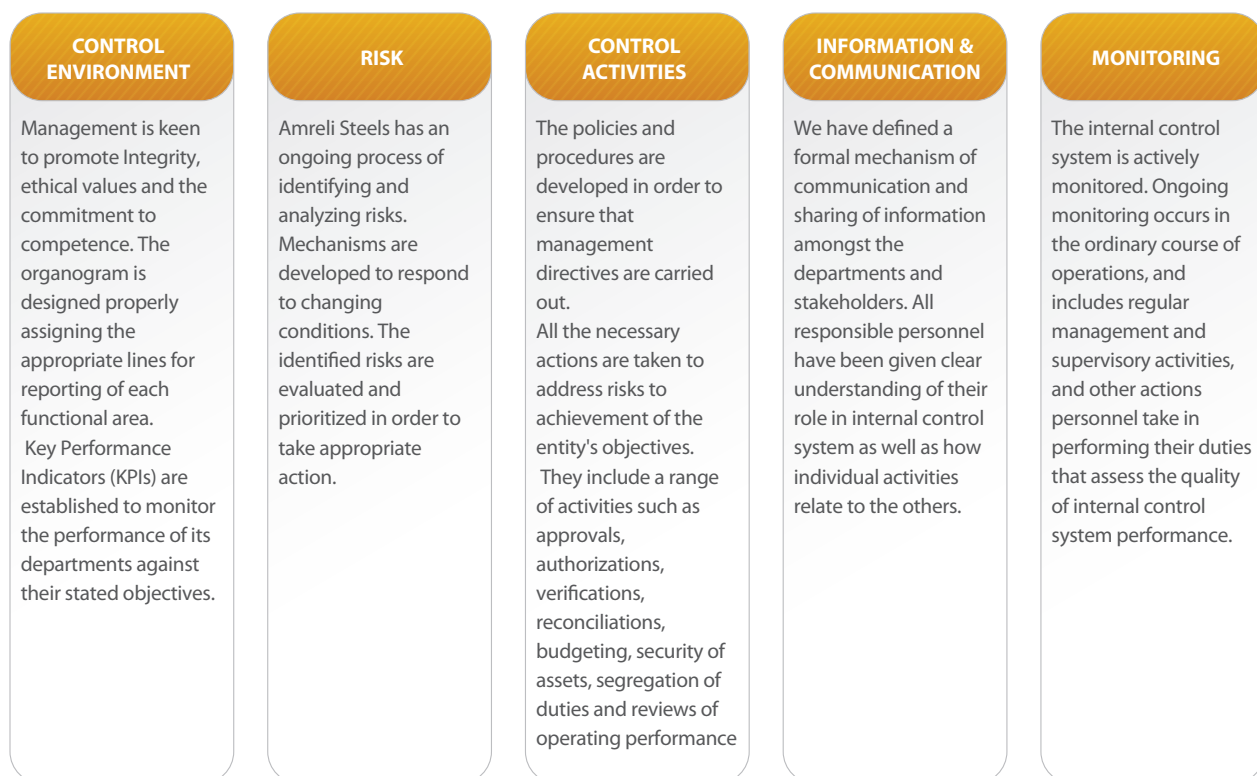 CONTROL
ENVIRONMENT
Management is keen
to promote Integrity,
ethical values and the
commitment to
competence. The
organogram is
designed properly
assigning the
appropriate lines for
reporting of each
functional area.
Key Performance
Indicators (KPIs) are
established to monitor
the performance of its
departments against
their stated objectives.
RISK
Amreli Steels has an
ongoing process of
identifying and
analyzing risks.
Mechanisms are
developed to respond
to changing
conditions. The
identified risks are
evaluated and
prioritized in order to
take appropriate
action.
CONTROL
ACTIVITIES
The policies and
procedures are
developed in order to
ensure that
management
directives are carried
out.
All the necessary
actions are taken to
address risks to
achievement of the
entity's objectives.
They include a range
of activities such as
approvals,
authorizations,
verifications,
reconciliations,
budgeting, security of
assets, segregation of
duties and reviews of
operating performance
INFORMATION &
COMMUNICATION
We have defined a
formal mechanism of
communication and
sharing of information
amongst the
departments and
stakeholders. All
responsible personnel
have been given clear
understanding of their
role in internal control
system as well as how
individual activities
relate to the others.
MONITORING
The internal control
system is actively
monitored. Ongoing
monitoring occurs in
the ordinary course of
operations, and
includes regular
management and
supervisory activities,
and other actions
personnel take in
performing their duties
that assess the quality
of internal control
system performance.